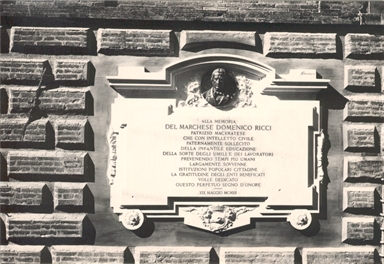 ALLA MEMORIA
DEL MARCHESE DOMENICO RICCI
PATRIZIO MACERATESE
CHE CON INTELLETTO CIVILE
PATERNAMENTE SOLLECITO
DELLA INFANTILE EDUCAZIONE
DELLA SORTE DEGLI UMILI E DEI LAVORATORI
PREVENENDO TEMPI PIU UMANI
LARGAMENTE SOVVENNE
ISTITUZIONI POPOLARI CITTADINE
LA GRATITUDINE DEGLI ENTI BENEFICATI
VOLLE DEDICATO
QUESTO PERPETUO SEGNO D'ONORE
MAGGIO